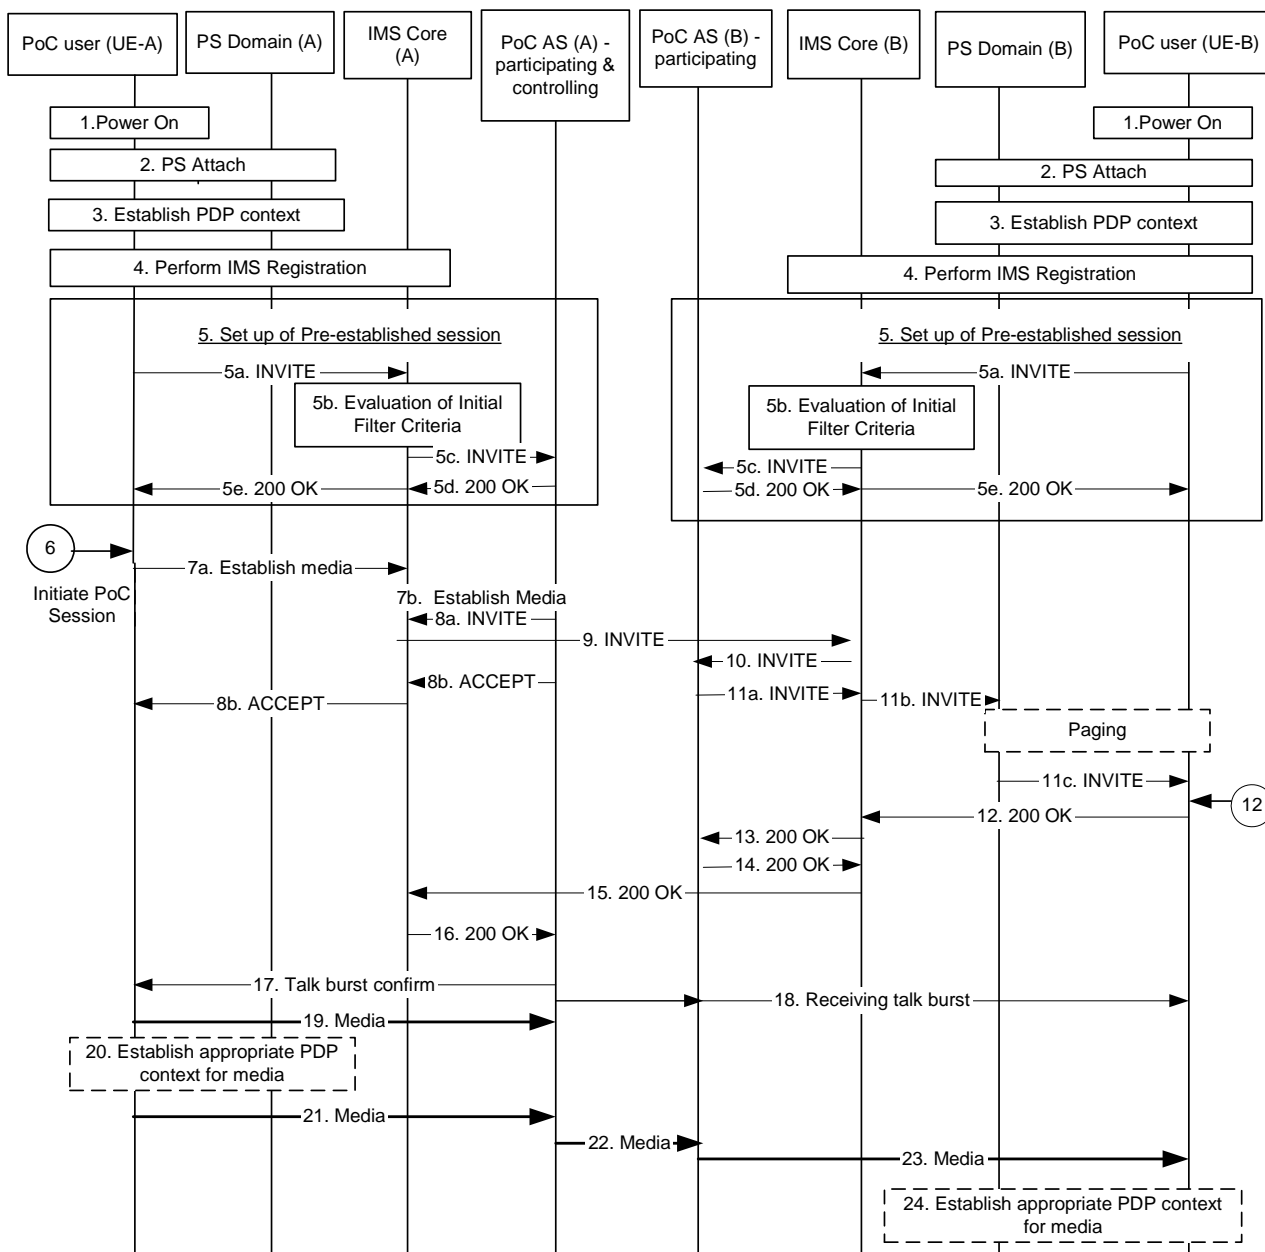 PoC user (UE-A)
PS Domain (A)
IMS Core
(A)
PoC AS (A) -
participating &
controlling
PoC AS (B) -
participating
IMS Core (B)
PS Domain (B)
PoC user (UE-B)
1.Power On
1.Power On
2. PS Attach
2. PS Attach
3. Establish PDP context
3. Establish PDP context
4. Perform IMS Registration
4. Perform IMS Registration
5. Set up of Pre-established session
5. Set up of Pre-established session
5a. INVITE
5a. INVITE
5b. Evaluation of Initial
Filter Criteria
5b. Evaluation of Initial
Filter Criteria
5c. INVITE
5c. INVITE
5e. 200 OK
5d. 200 OK
5d. 200 OK
5e. 200 OK
6
Initiate PoC
Session
7a. Establish media
7b. Establish Media
8a. INVITE
9. INVITE
10. INVITE
8b. ACCEPT
11a. INVITE
11b. INVITE
8b. ACCEPT
Paging
11c. INVITE
12
12. 200 OK
13. 200 OK
14. 200 OK
15. 200 OK
16. 200 OK
17. Talk burst confirm
18. Receiving talk burst
19. Media
20. Establish appropriate PDP
context for media
21. Media
22. Media
23. Media
24. Establish appropriate PDP context
for media